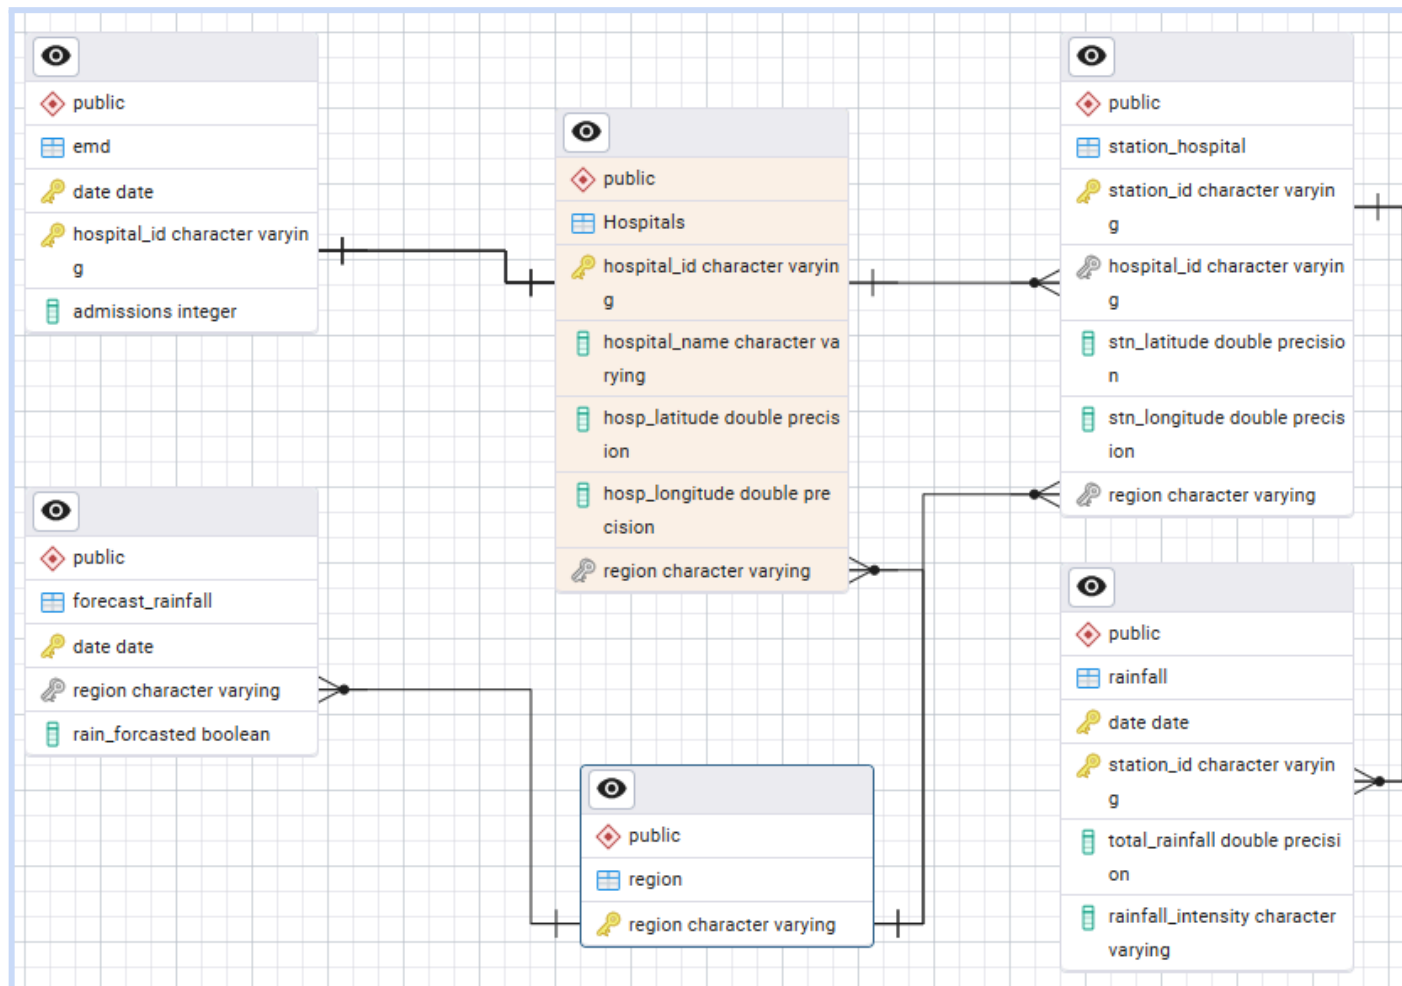 public
emd
date date
hospital_id character varyin
g
admissions integer
public
Hospitals
hospital_id character varyin
g
hospital_name character va
rying
hosp_latitude double precis
ion
hosp_longitude double pre
cision
region character varying
public
station_hospital
station_id character varyin
g
hospital_id character varyin
g
stn_latitude double precisio
n
stn_longitude double precis
ion
region character varying
public
forecast_rainfall
date date
region character varying
rain_forcasted boolean
public
region
region character varying
public
rainfall
date date
station_id character varyin
g
total_rainfall double precisi
on
rainfall_intensity character
varying